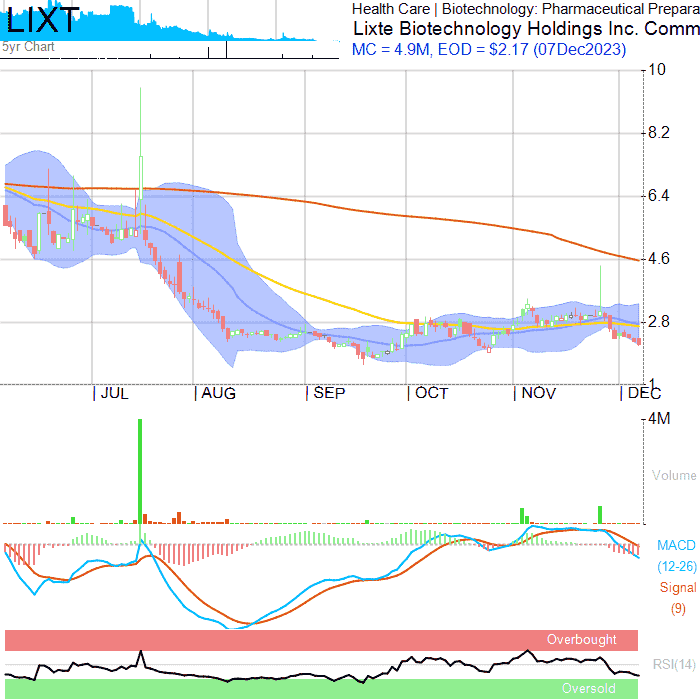 LIXT
5yr Chart
Health Care | Biotechnology: Pharmaceutical Prepara
Lixte Biotechnology Holdings Inc. Comm
MC = 4.9M, EOD = $2.17 (07Dec2023)
10
8.2
6.4
4.6
2.8
1
JUL AUG SEP OCT NOV DEC
4M
Volume
MACD
(12-26)
Signal
(9)
Overbought
RSI(14)
Oversold